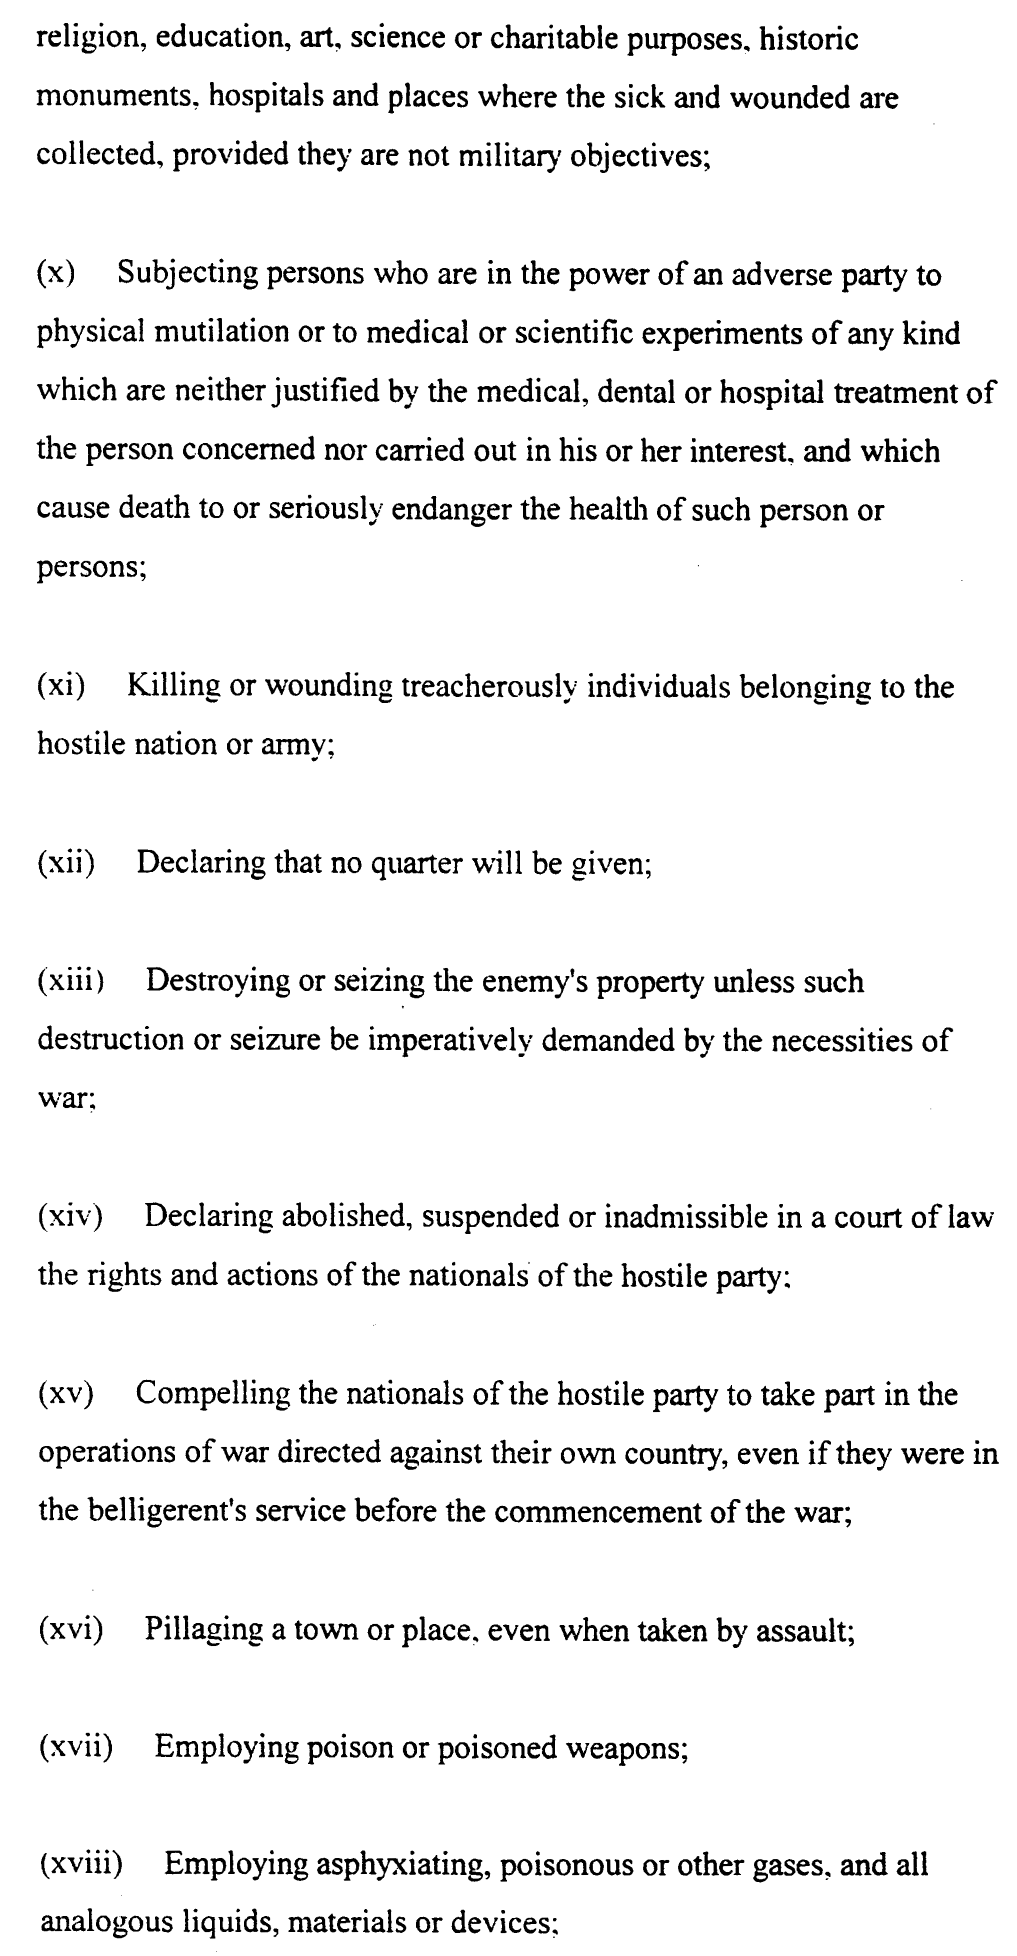 religion, education, art, science or charitable purposes, historic
monuments, hospitals and places where the sick and wounded are
collected, provided they are not military objectives;
(x) Subjecting persons who are in the power of an adverse party to
physical mutilation or to medical or scientific experiments of any kind
which are neither justified by the medical, dental or hospital treatment of
the person concerned nor carried out in his or her interest, and which
cause death to or seriously endanger the health of such person or
persons;
(xi) Killing or wounding treacherously individuals belonging to the
hostile nation or army;
(xii) Declaring that no quarter will be given;
(xiii) Destroying or seizing the enemy's property unless such
destruction or seizure be imperatively demanded by the necessities of
war;
(xiv) Declaring abolished, suspended or inadmissible in a court of law
the rights and actions of the nationals of the hostile party;
(xv) Compelling the nationals of the hostile party to take part in the
operations of war directed against their own country, even if they were in
the belligerent's service before the commencement of the war;
(xvi) Pillaging a town or place, even when taken by assault;
(xvii) Employing poison or poisoned weapons;
(xviii) Employing asphyxiating, poisonous or other gases, and all
analogous liquids, materials or devices;